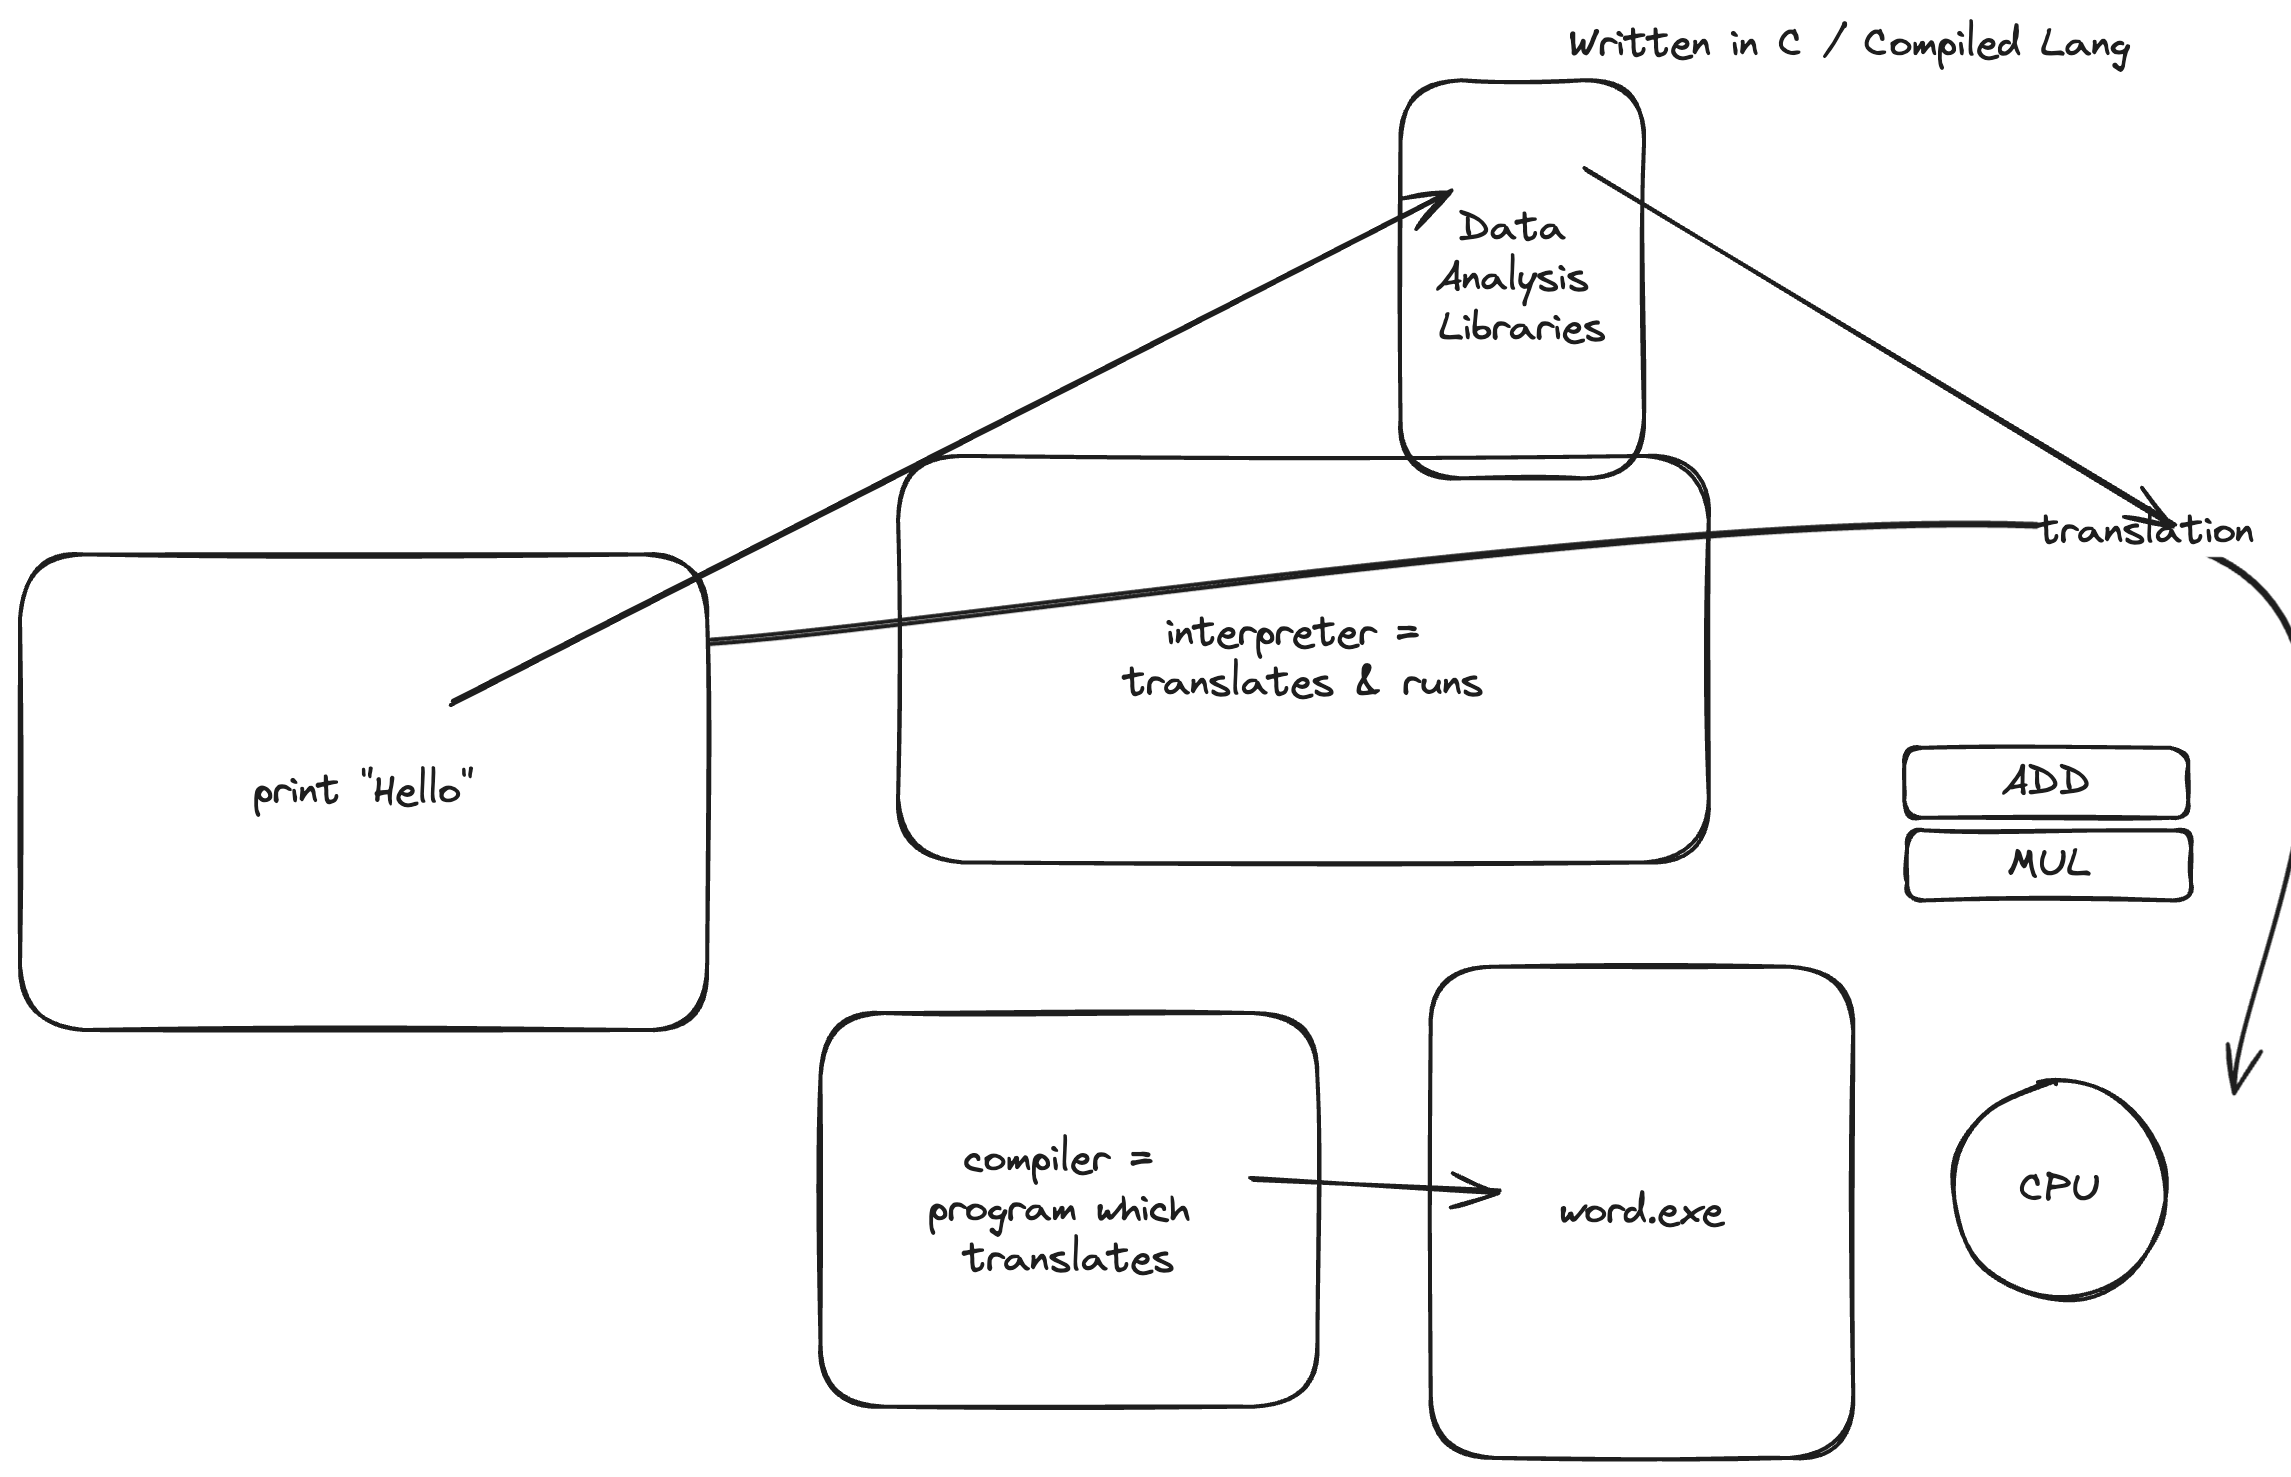 Written in C / Compiled Lang
Data
Analysis
Libraries
translation
interpreter =
translates & runs
print "Hello"
ADD
MUL
compiler =
program which
translates
word.exe
CPU